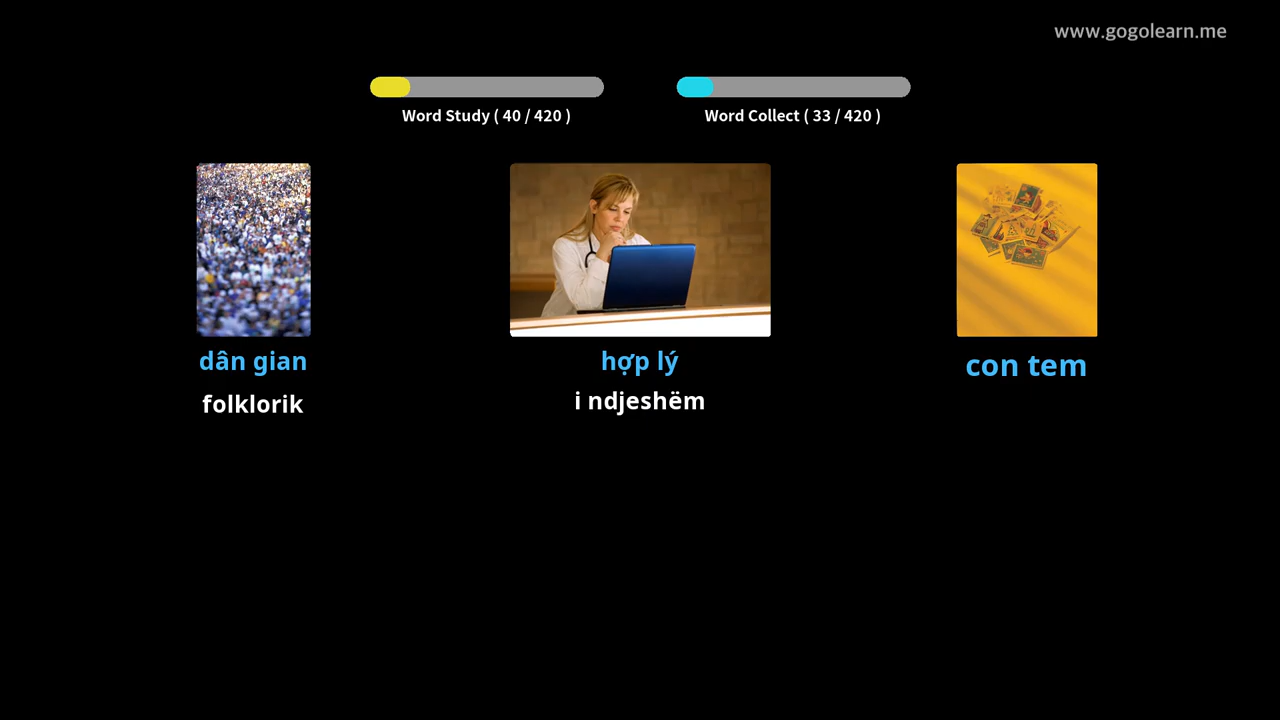 www.gogolearn.me
Word Study ( 40 / 420 )
Word Collect ( 33 / 420 )
dân gian
folklorik
hợp lý
i ndjeshëm
con tem